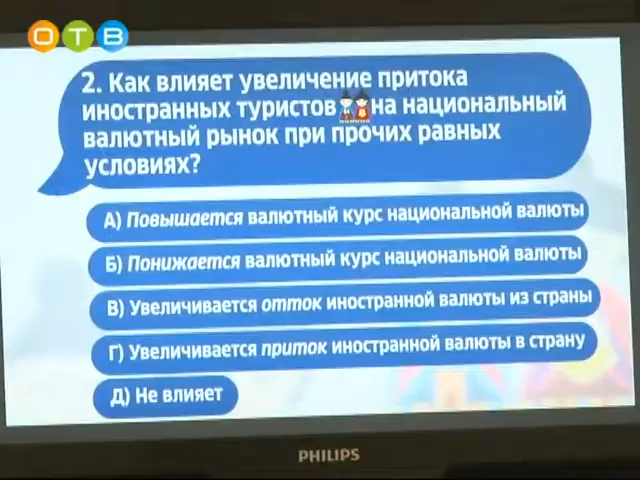 ОТВ
2. Как влияет увеличение притока
иностранных туристов на национальный
валютный рынок при прочих равных
условиях?
А) Повышается валютный курс национальной валюты
Б) Понижается валютный курс национальной валюты
В) Увеличивается отток иностранной валюты из страны
Г) Увеличивается приток иностранной валюты в страну
Д) Не влияет
PHILIPS